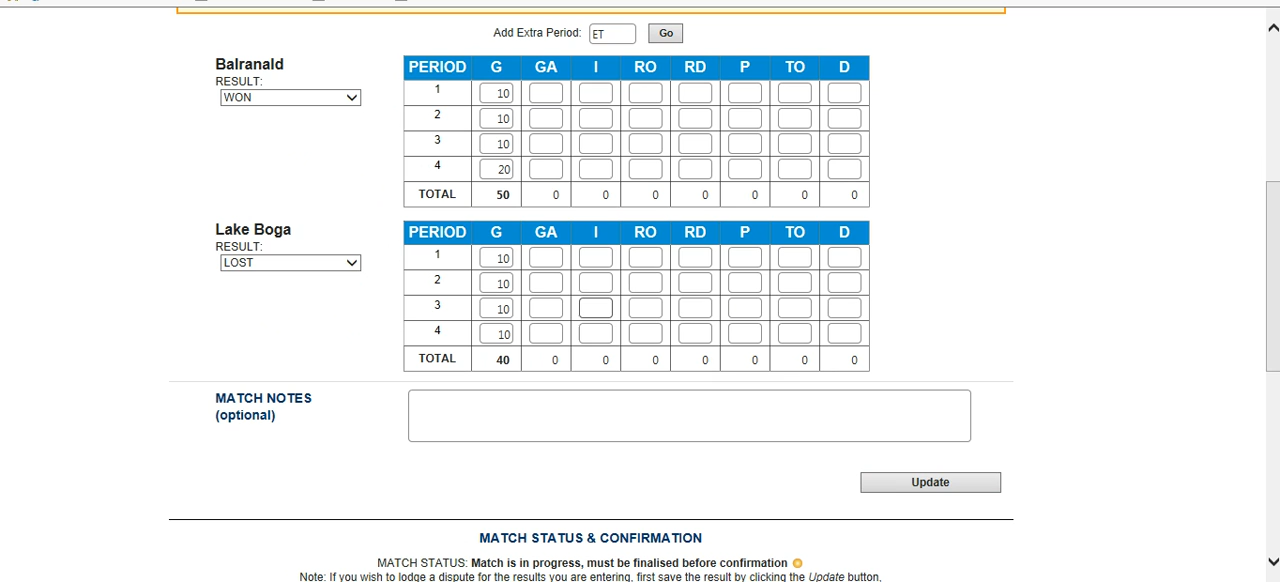 Add Extra Period: ET Go
Balranald
RESULT:
WON
PERIOD G GA I RO RD P TO D
1 10
2 10
3 10
4 20
TOTAL 50 0 0 0 0 0 0 0
Lake Boga
RESULT:
LOST
PERIOD G GA I RO RD P TO D
1 10
2 10
3 10
4 10
TOTAL 40 0 0 0 0 0 0 0
MATCH NOTES
(optional)
Update
MATCH STATUS & CONFIRMATION
MATCH STATUS: Match is in progress, must be finalised before confirmation
Note: If you wish to lodge a dispute for the results you are entering, first save the result by clicking the Update button,